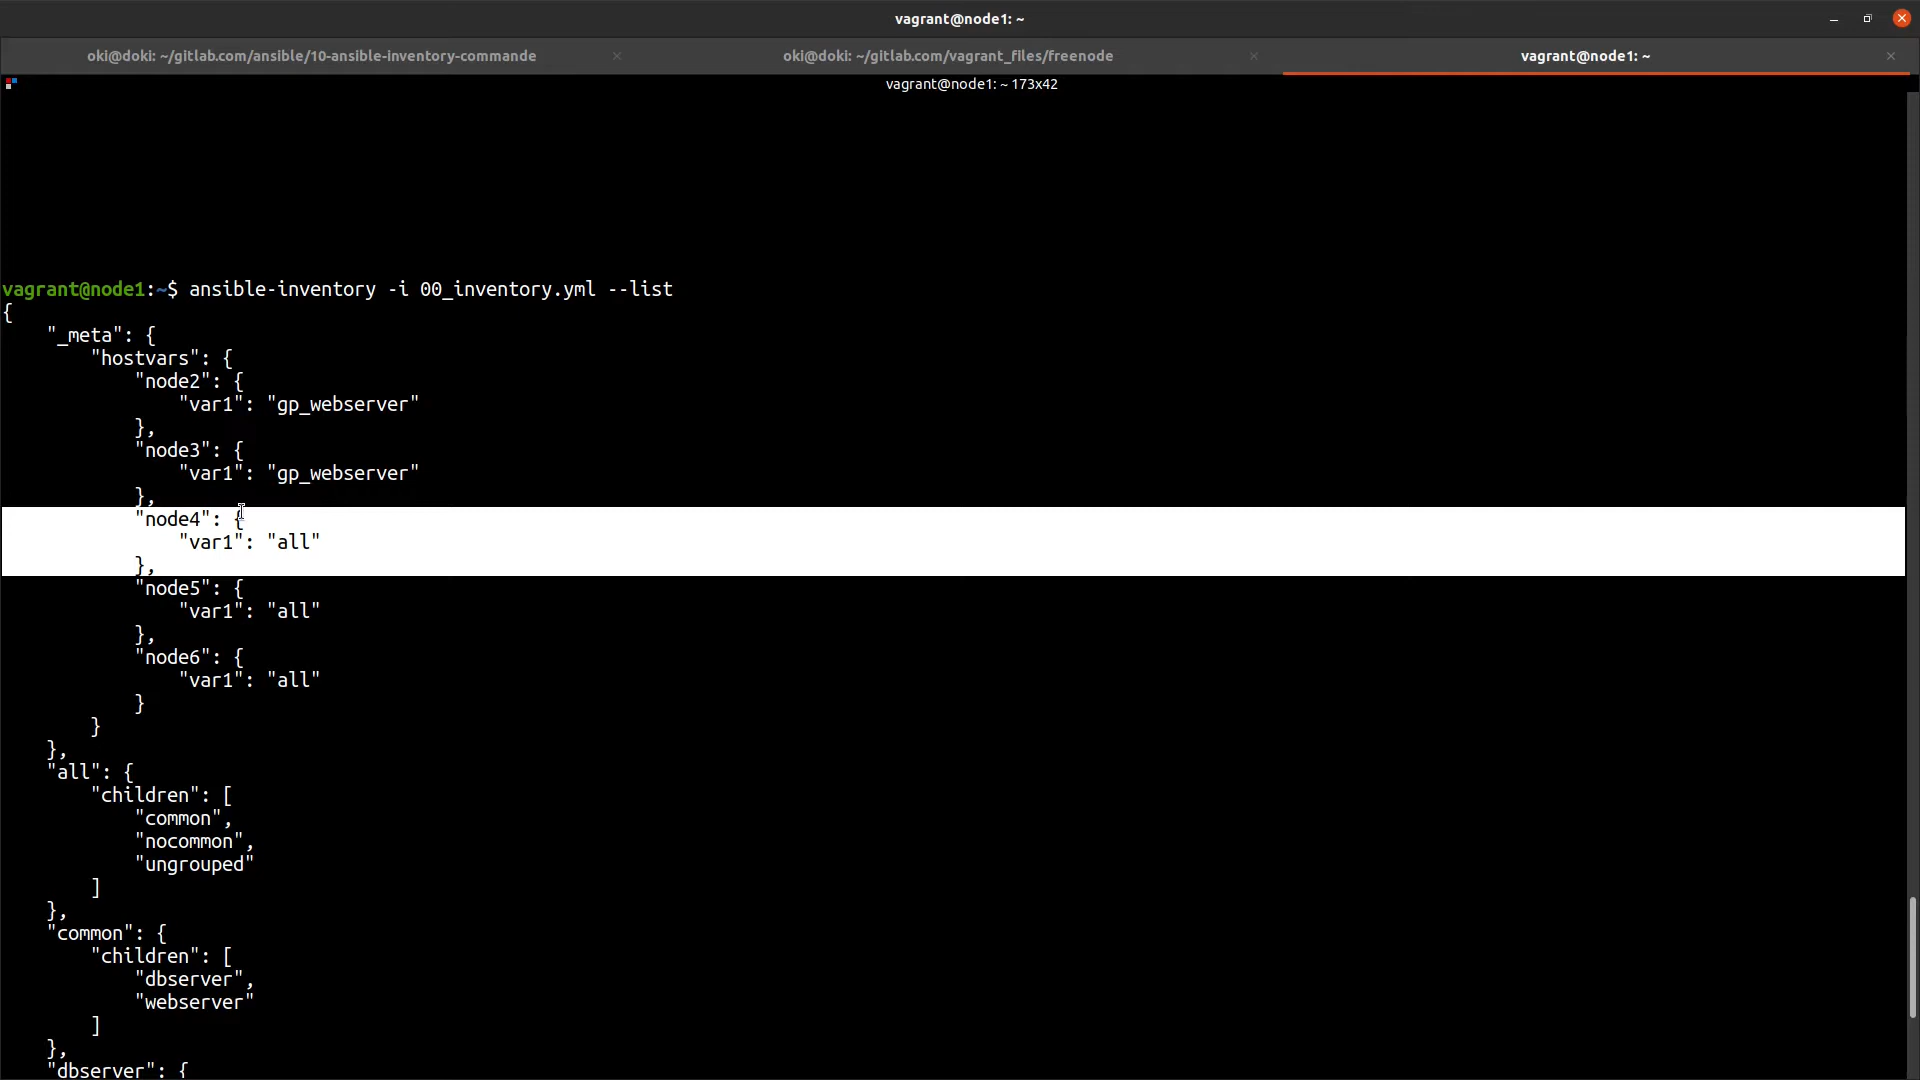 vagrant@node1: ~
oki@doki: ~/gitlab.com/ansible/10-ansible-inventory-commande × oki@doki: ~/gitlab.com/vagrant_files/freenode × vagrant@node1: ~ ×
vagrant@node1: ~ 173x42
vagrant@node1:~$ ansible-inventory -i 00_inventory.yml --list
{
    "_meta": {
        "hostvars": {
            "node2": {
                "var1": "gp_webserver"
            },
            "node3": {
                "var1": "gp_webserver"
            },
            "node4": {
                "var1": "all"
            },
            "node5": {
                "var1": "all"
            },
            "node6": {
                "var1": "all"
            }
        }
    },
    "all": {
        "children": [
            "common",
            "nocommon",
            "ungrouped"
        ]
    },
    "common": {
        "children": [
            "dbserver",
            "webserver"
        ]
    },
    "dbserver": {